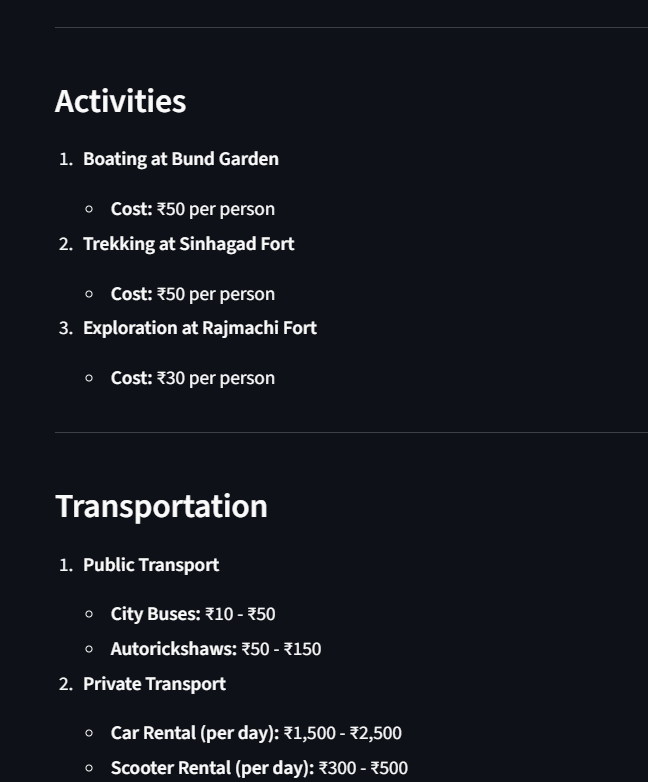 Activities
1. Boating at Bund Garden
Cost: ₹50 per person
2. Trekking at Sinhagad Fort
Cost: ₹50 per person
3. Exploration at Rajmachi Fort
Cost: ₹30 per person
Transportation
1. Public Transport
City Buses: ₹10 - ₹50
Autorickshaws: ₹50 - ₹150
2. Private Transport
Car Rental (per day): ₹1,500 - ₹2,500
Scooter Rental (per day): ₹300 - ₹500